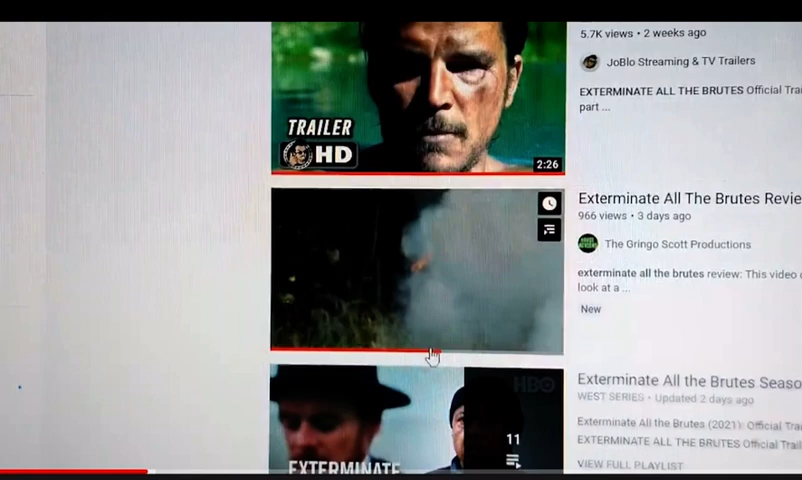 5.7K views • 2 weeks ago
JoBlo Streaming & TV Trailers
EXTERMINATE ALL THE BRUTES Official Trai
part ...
TRAILER
HD
2:26
Exterminate All The Brutes Revie
966 views • 3 days ago
The Gringo Scott Productions
exterminate all the brutes review: This video
look at a ...
New
HBO
Exterminate All the Brutes Seaso
WEST SERIES • Updated 2 days ago
Exterminate All the Brutes (2021): Official Trai
EXTERMINATE ALL THE BRUTES Official Trail
11
EXTERMINATE
VIEW FULL PLAYLIST